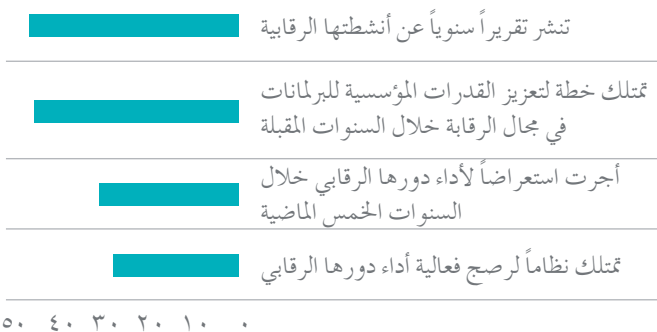 تنشر تقريراً سنوياً عن أنشطتها الرقابية
تمتلك خطة لتعزيز القدرات المؤسسية للبرلمانات
في مجال الرقابة خلال السنوات المقبلة
أجرت استعراضاً لأداء دورها الرقابي خلال
السنوات الخمس الماضية
تمتلك نظاماً لرصح فعالية أداء دورها الرقابي
٠ ١٠ ٢٠ ٣٠ ٤٠ ٥٠